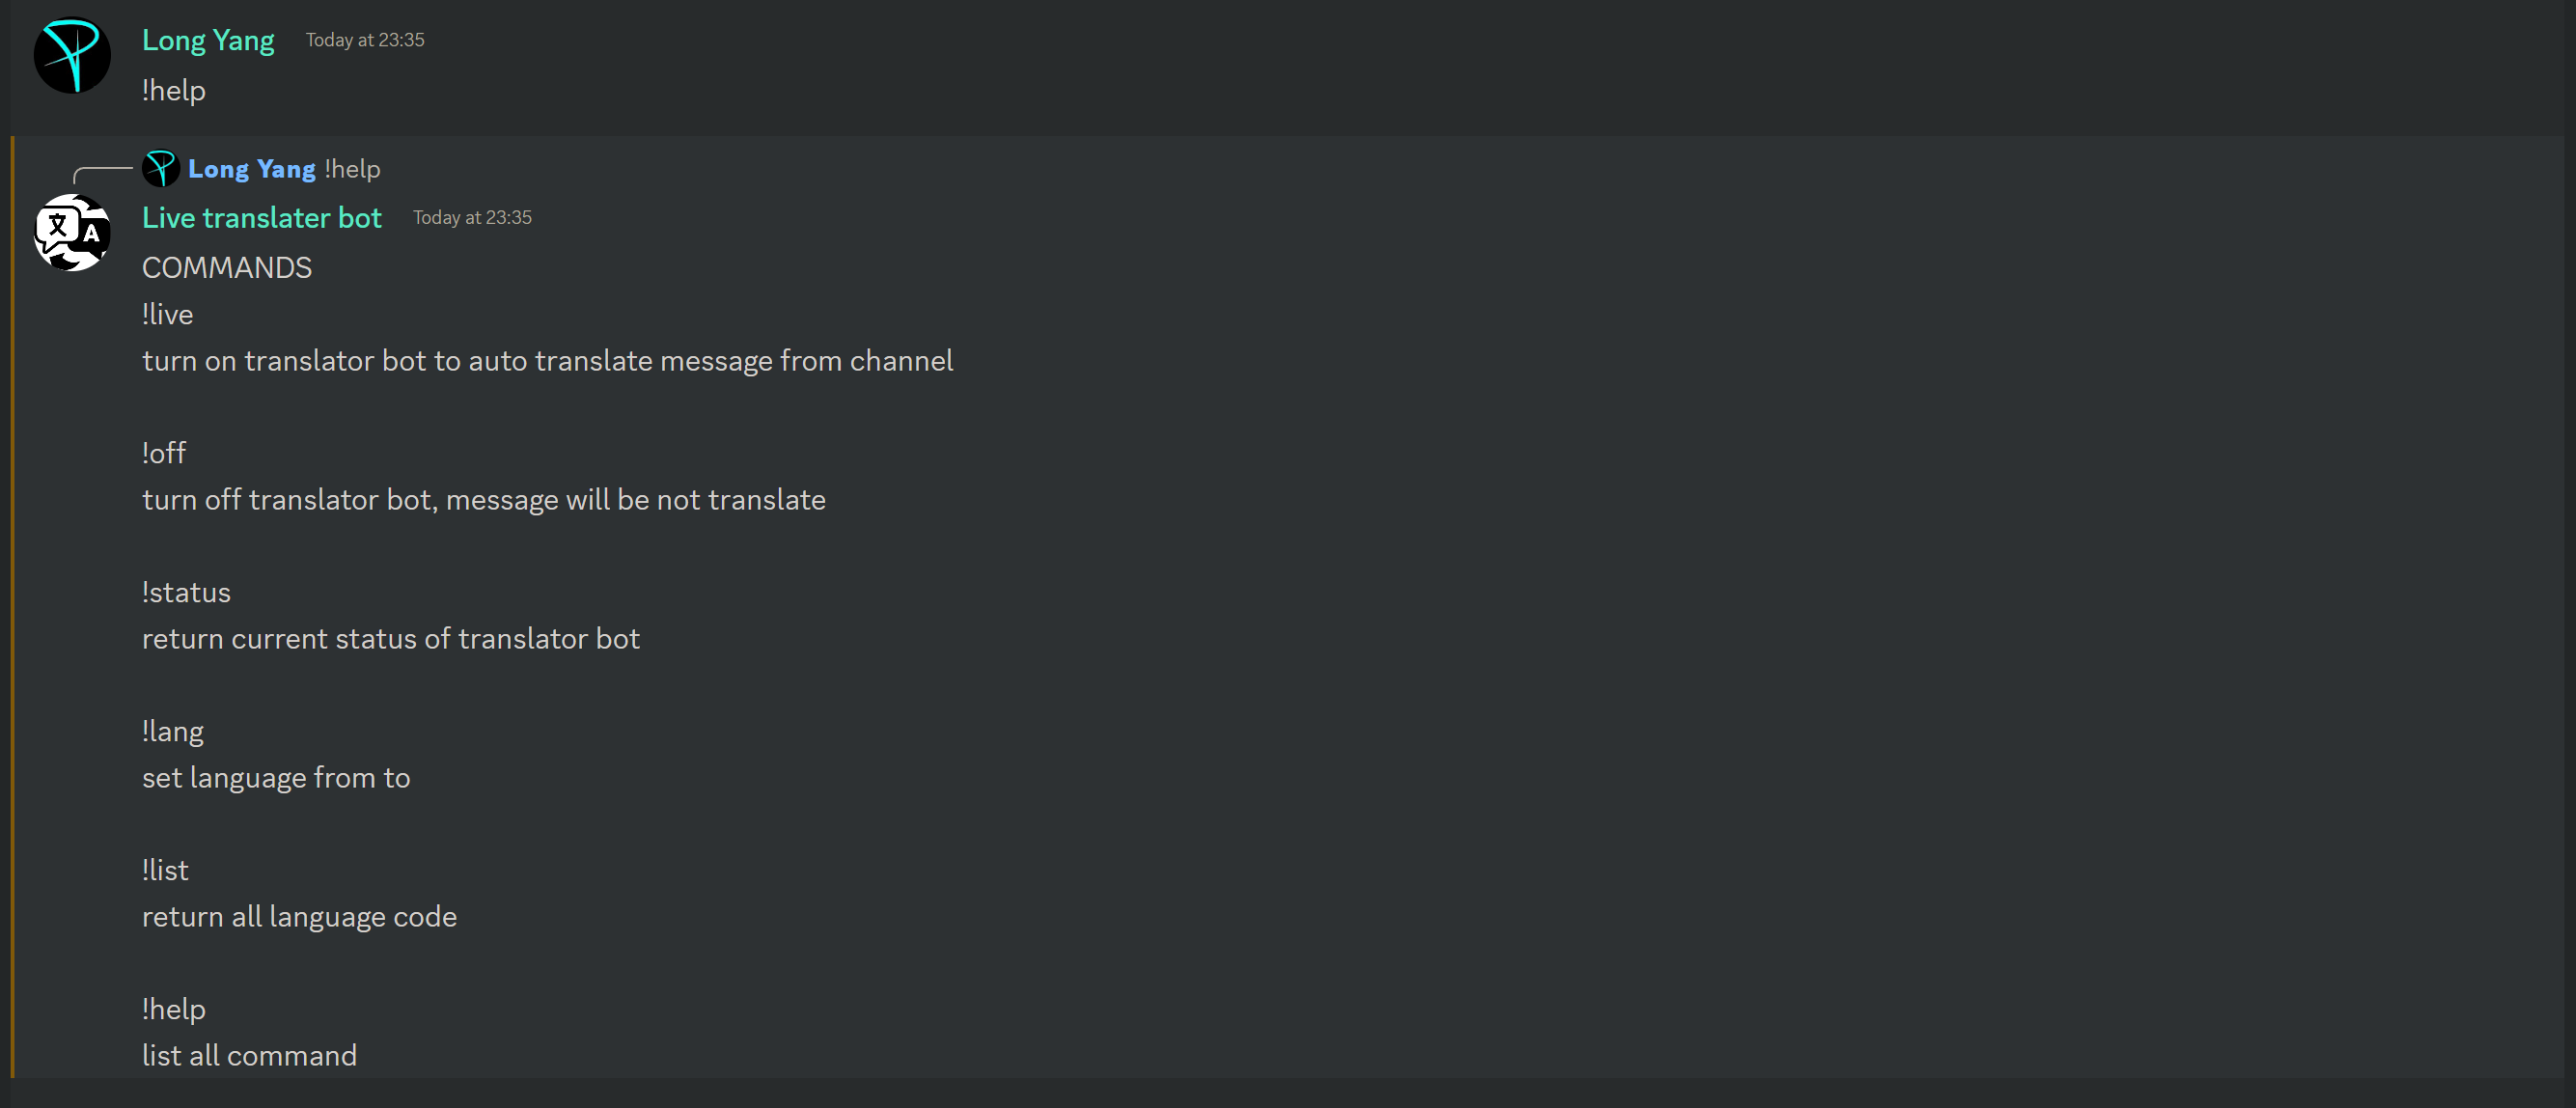 Long Yang Today at 23:35
!help
Long Yang !help
文 A
Live translater bot Today at 23:35
COMMANDS
!live
turn on translator bot to auto translate message from channel
!off
turn off translator bot, message will be not translate
!status
return current status of translator bot
!lang
set language from to
!list
return all language code
!help
list all command